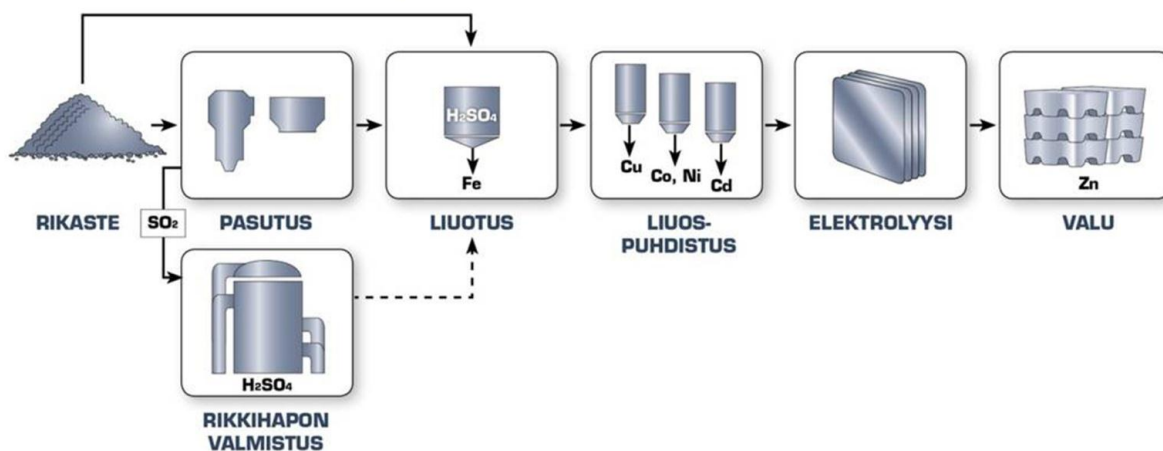 H₂SO₄
Fe
Cu
Co, Ni
Cd
Zn
RIKASTE
SO₂
PASUTUS
LIUOTUS
LIUOS-
PUHDISTUS
ELEKTROLYYSI
VALU
H₂SO₄
RIKKIHAPON
VALMISTUS